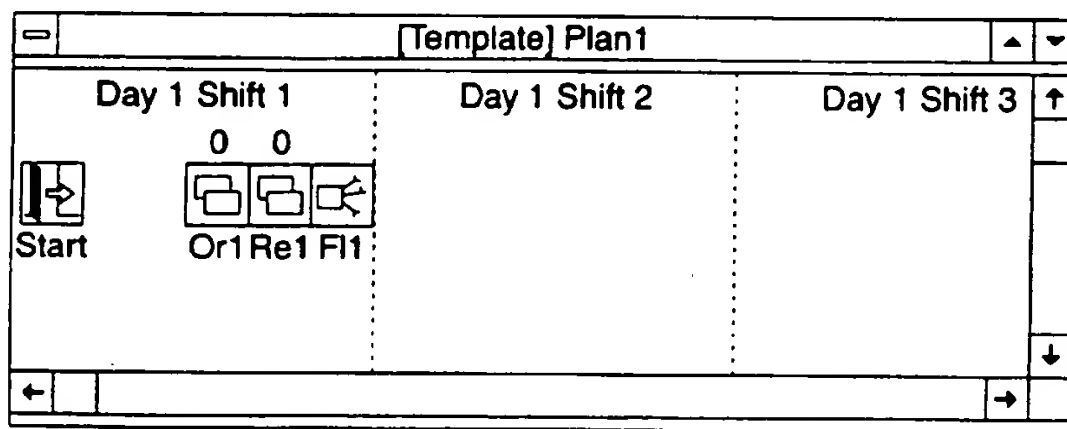 [Template] Plan1
Day 1 Shift 1
Day 1 Shift 2
Day 1 Shift 3
0 0
Start
Or1 Re1 Fl1